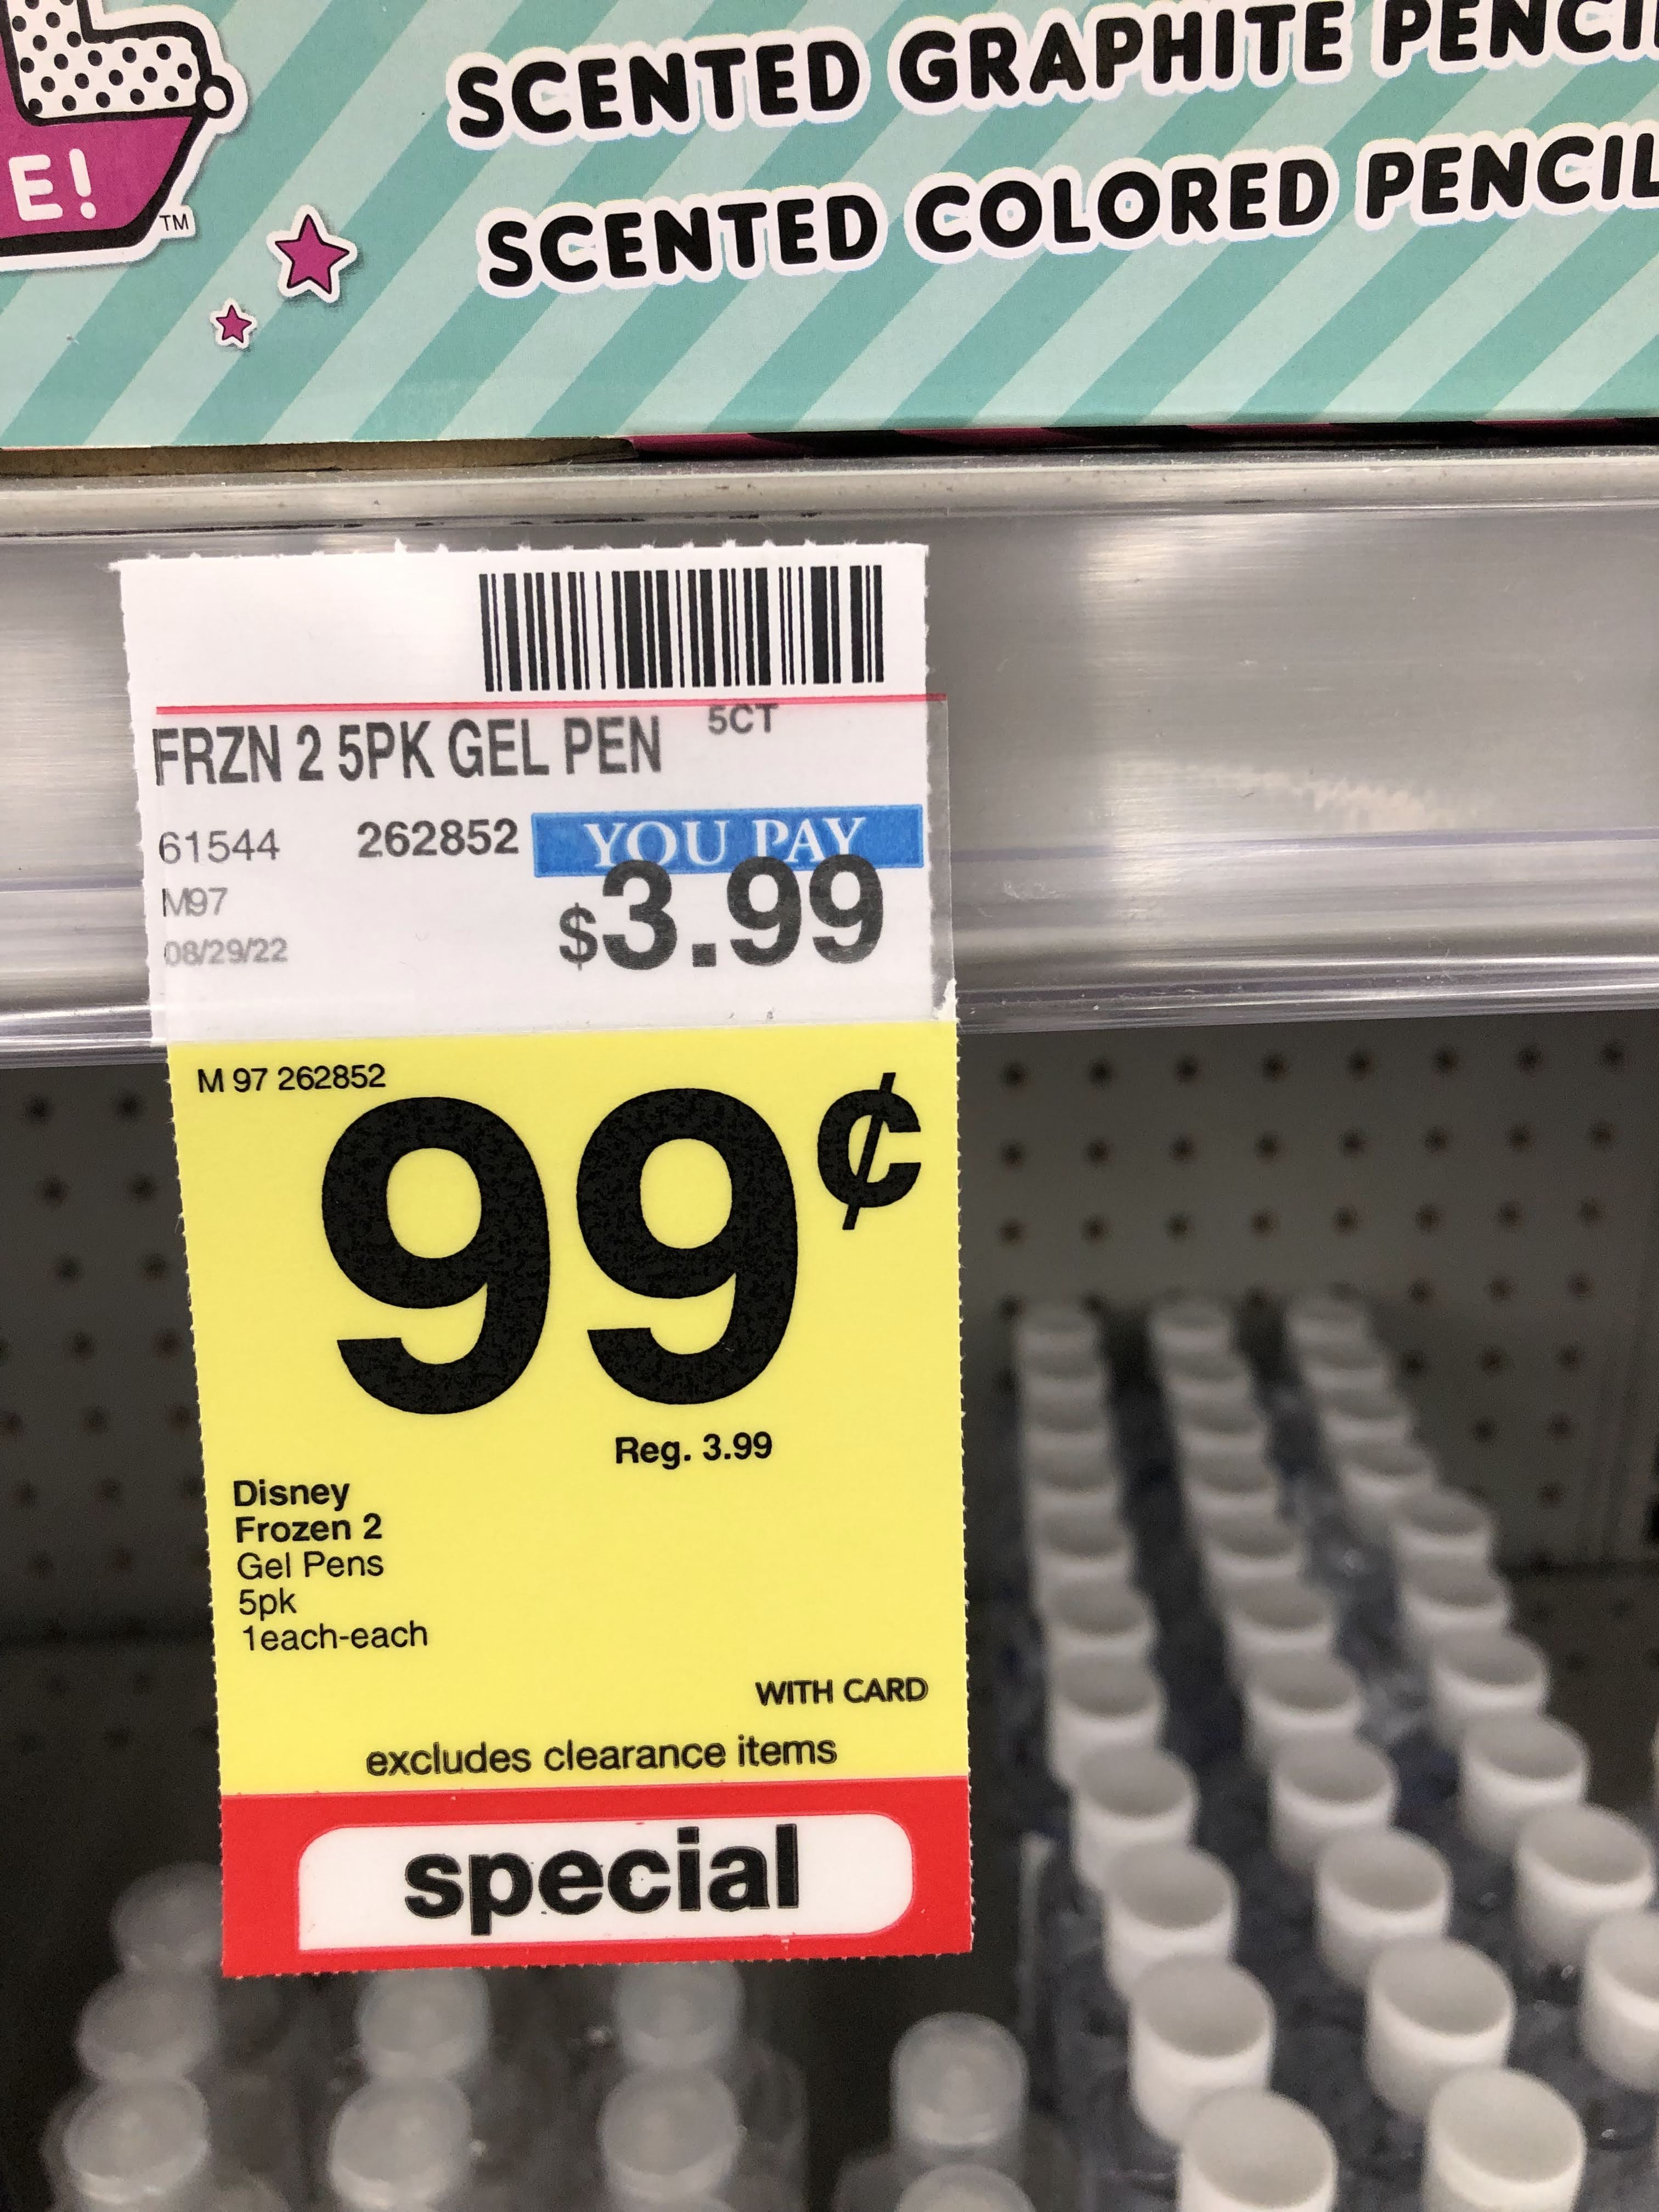 E!
TM
SCENTED GRAPHITE
SCENTED COLORED
FRZN 2 5PK GEL PEN 5CT
61544 262852 YOU PAY
M97
08/29/22
$3.99
M 97 262852
99¢
Reg. 3.99
Disney
Frozen 2
Gel Pens
5pk
1each-each
WITH CARD
excludes clearance items
special